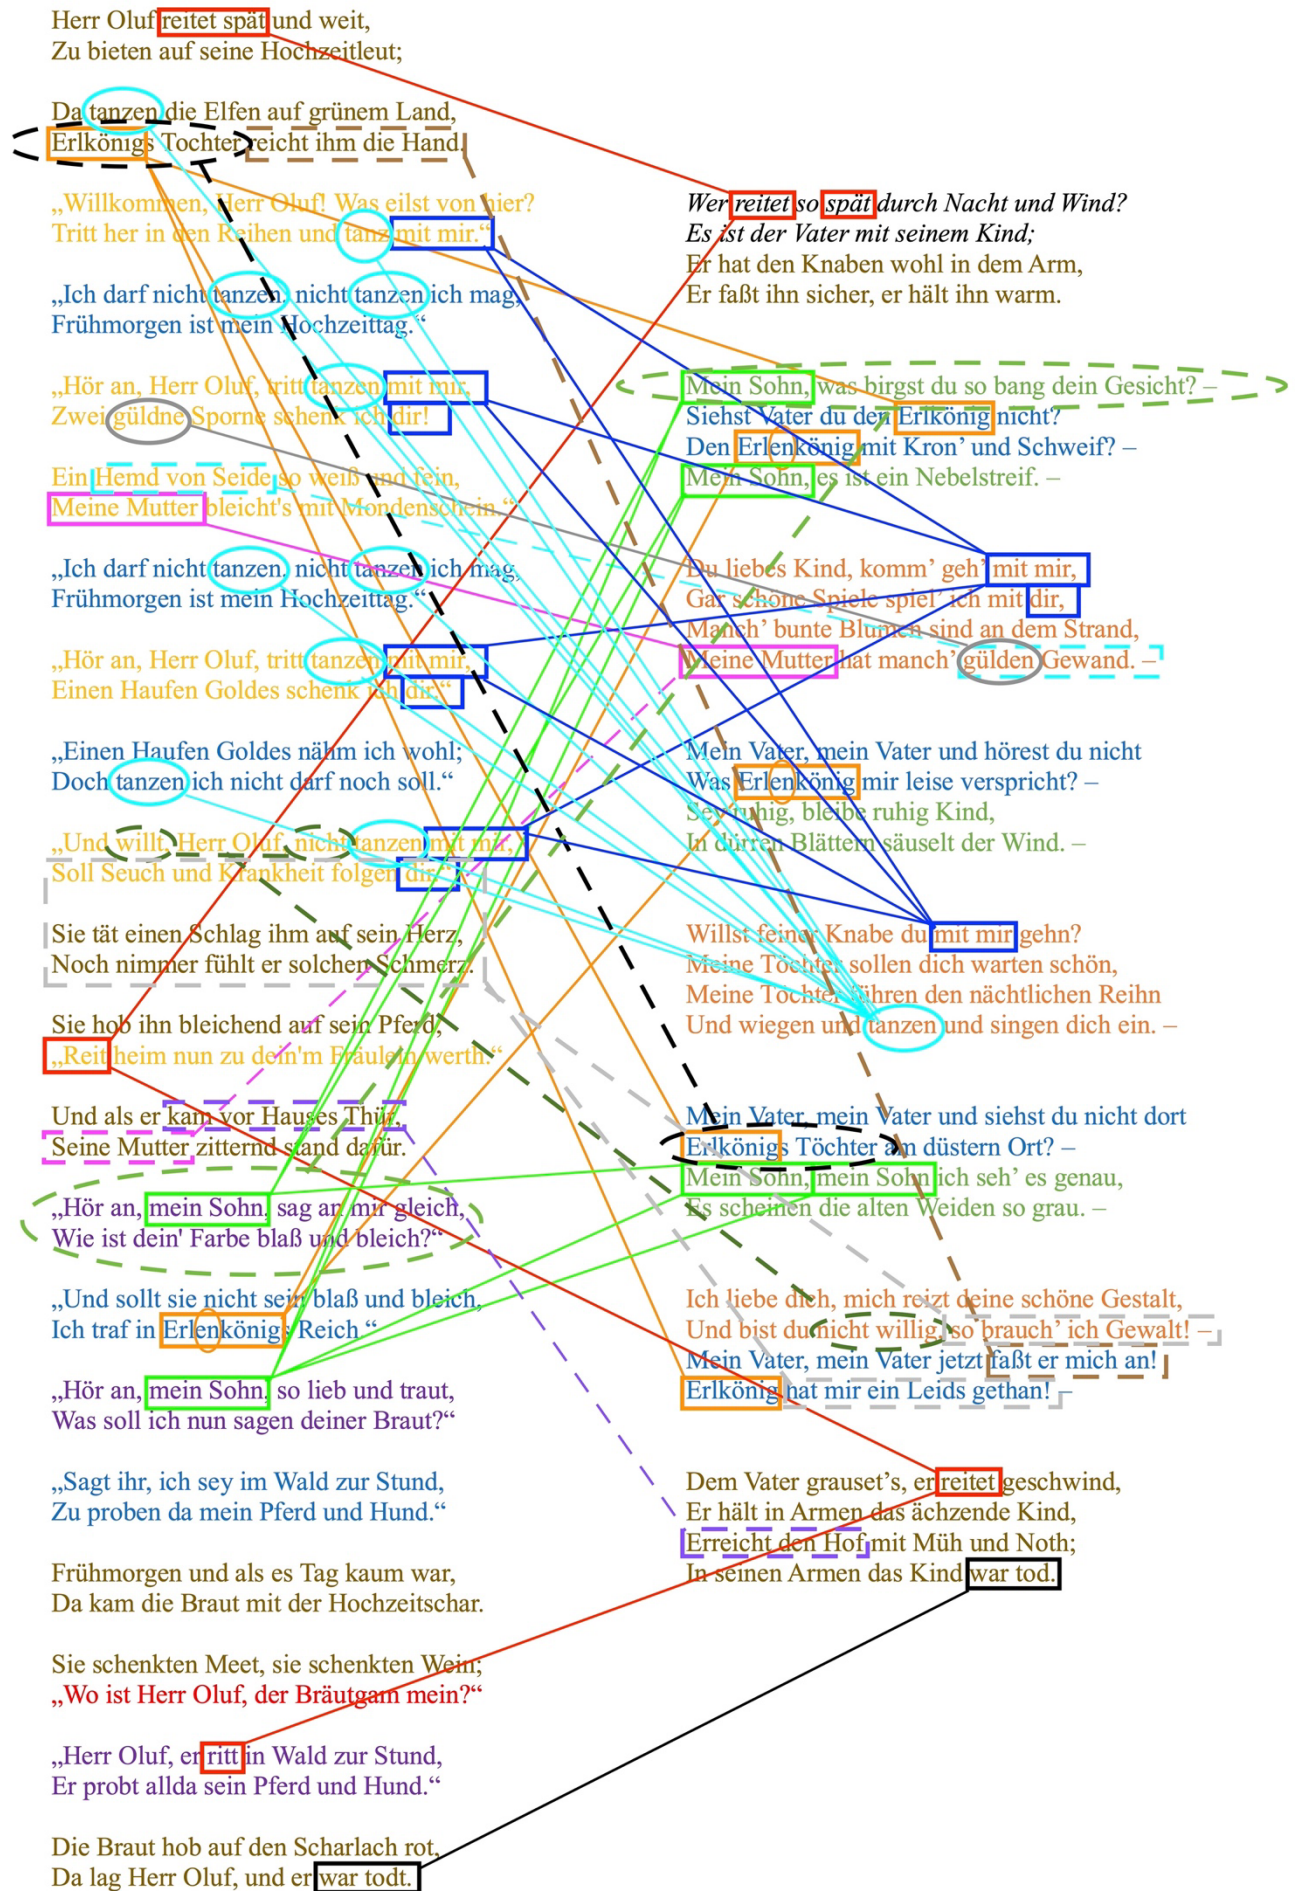 Herr Oluf reitet spät und weit,
Zu bieten auf seine Hochzeitleut;
Da tanzen die Elfen auf grünem Land,
Erlkönigs Tochter reicht ihm die Hand.
„Willkommen, Herr Oluf! Was eilst von hier?
Tritt her in den Reihen und tanz mit mir.“
„Ich darf nicht tanzen, nicht tanzen ich mag,
Frühmorgen ist mein Hochzeittag.“
„Hör an, Herr Oluf, tritt tanzen mit mir,
Zwei güldne Sporne schenk ich dir!
Ein Hemd von Seide so weiß und fein,
Meine Mutter bleicht's mit Mondenschein.“
„Ich darf nicht tanzen, nicht tanzen ich mag,
Frühmorgen ist mein Hochzeittag.“
„Hör an, Herr Oluf, tritt tanzen mit mir,
Einen Haufen Goldes schenk ich dir.“
„Einen Haufen Goldes nähm ich wohl;
Doch tanzen ich nicht darf noch soll.“
„Und willt, Herr Oluf, nicht tanzen mit mir,
Soll Seuch und Krankheit folgen dir.“
Sie tät einen Schlag ihm auf sein Herz,
Noch nimmer fühlt er solchen Schmerz.
Sie hob ihn bleichend auf sein Pferd,
„Reit heim nun zu dein'm Fräulein werth.“
Und als er kam vor Hauses Thür,
Seine Mutter zitternd stand dafür.
„Hör an, mein Sohn, sag an mir gleich,
Wie ist dein' Farbe blaß und bleich?“
„Und sollt sie nicht sein blaß und bleich,
Ich traf in Erlenkönigs Reich.“
„Hör an, mein Sohn, so lieb und traut,
Was soll ich nun sagen deiner Braut?“
„Sagt ihr, ich sey im Wald zur Stund,
Zu proben da mein Pferd und Hund.“
Frühmorgen und als es Tag kaum war,
Da kam die Braut mit der Hochzeitschar.
Sie schenkten Meet, sie schenkten Wein;
„Wo ist Herr Oluf, der Bräutgam mein?“
„Herr Oluf, er ritt in Wald zur Stund,
Er probt allda sein Pferd und Hund.“
Die Braut hob auf den Scharlach rot,
Da lag Herr Oluf, und er war todt.
Wer reitet so spät durch Nacht und Wind?
Es ist der Vater mit seinem Kind;
Er hat den Knaben wohl in dem Arm,
Er faßt ihn sicher, er hält ihn warm.
Mein Sohn, was birgst du so bang dein Gesicht? –
Siehst Vater du den Erlkönig nicht?
Den Erlenkönig mit Kron’ und Schweif? –
Mein Sohn, es ist ein Nebelstreif. –
Du liebes Kind, komm’ geh’ mit mir,
Gar schöne Spiele spiel’ ich mit dir,
Manch’ bunte Blumen sind an dem Strand,
Meine Mutter hat manch’ gülden Gewand. –
Mein Vater, mein Vater und hörest du nicht
Was Erlenkönig mir leise verspricht? –
Sey ruhig, bleibe ruhig Kind,
In dürren Blättern säuselt der Wind. –
Willst feiner Knabe du mit mir gehn?
Meine Töchter sollen dich warten schön,
Meine Töchter führen den nächtlichen Reihn
Und wiegen und tanzen und singen dich ein. –
Mein Vater, mein Vater und siehst du nicht dort
Erlkönigs Töchter am düstern Ort? –
Mein Sohn, mein Sohn ich seh’ es genau,
Es scheinen die alten Weiden so grau. –
Ich liebe dich, mich reizt deine schöne Gestalt,
Und bist du nicht willig, so brauch’ ich Gewalt! –
Mein Vater, mein Vater jetzt faßt er mich an!
Erlkönig hat mir ein Leids gethan! –
Dem Vater grauset’s, er reitet geschwind,
Er hält in Armen das ächzende Kind,
Erreicht den Hof mit Müh und Noth;
In seinen Armen das Kind war tod.